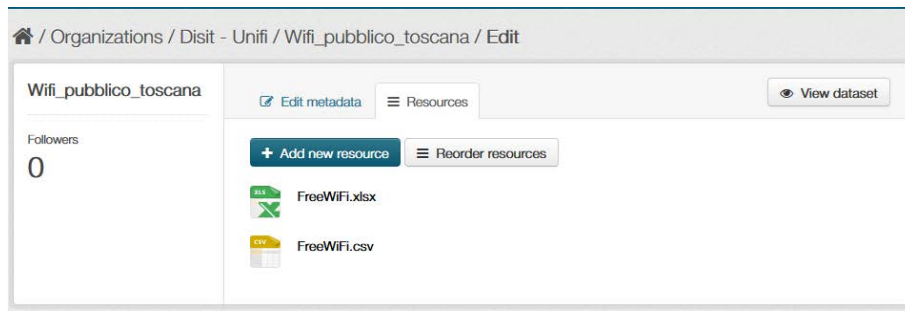 / Organizations / Disit - Unifi / Wifi_pubblico_toscana / Edit
Wifi_pubblico_toscana
Followers
0
Edit metadata
Resources
View dataset
Add new resource
Reorder resources
XLS
FreeWiFi.xlsx
CSV
FreeWiFi.csv